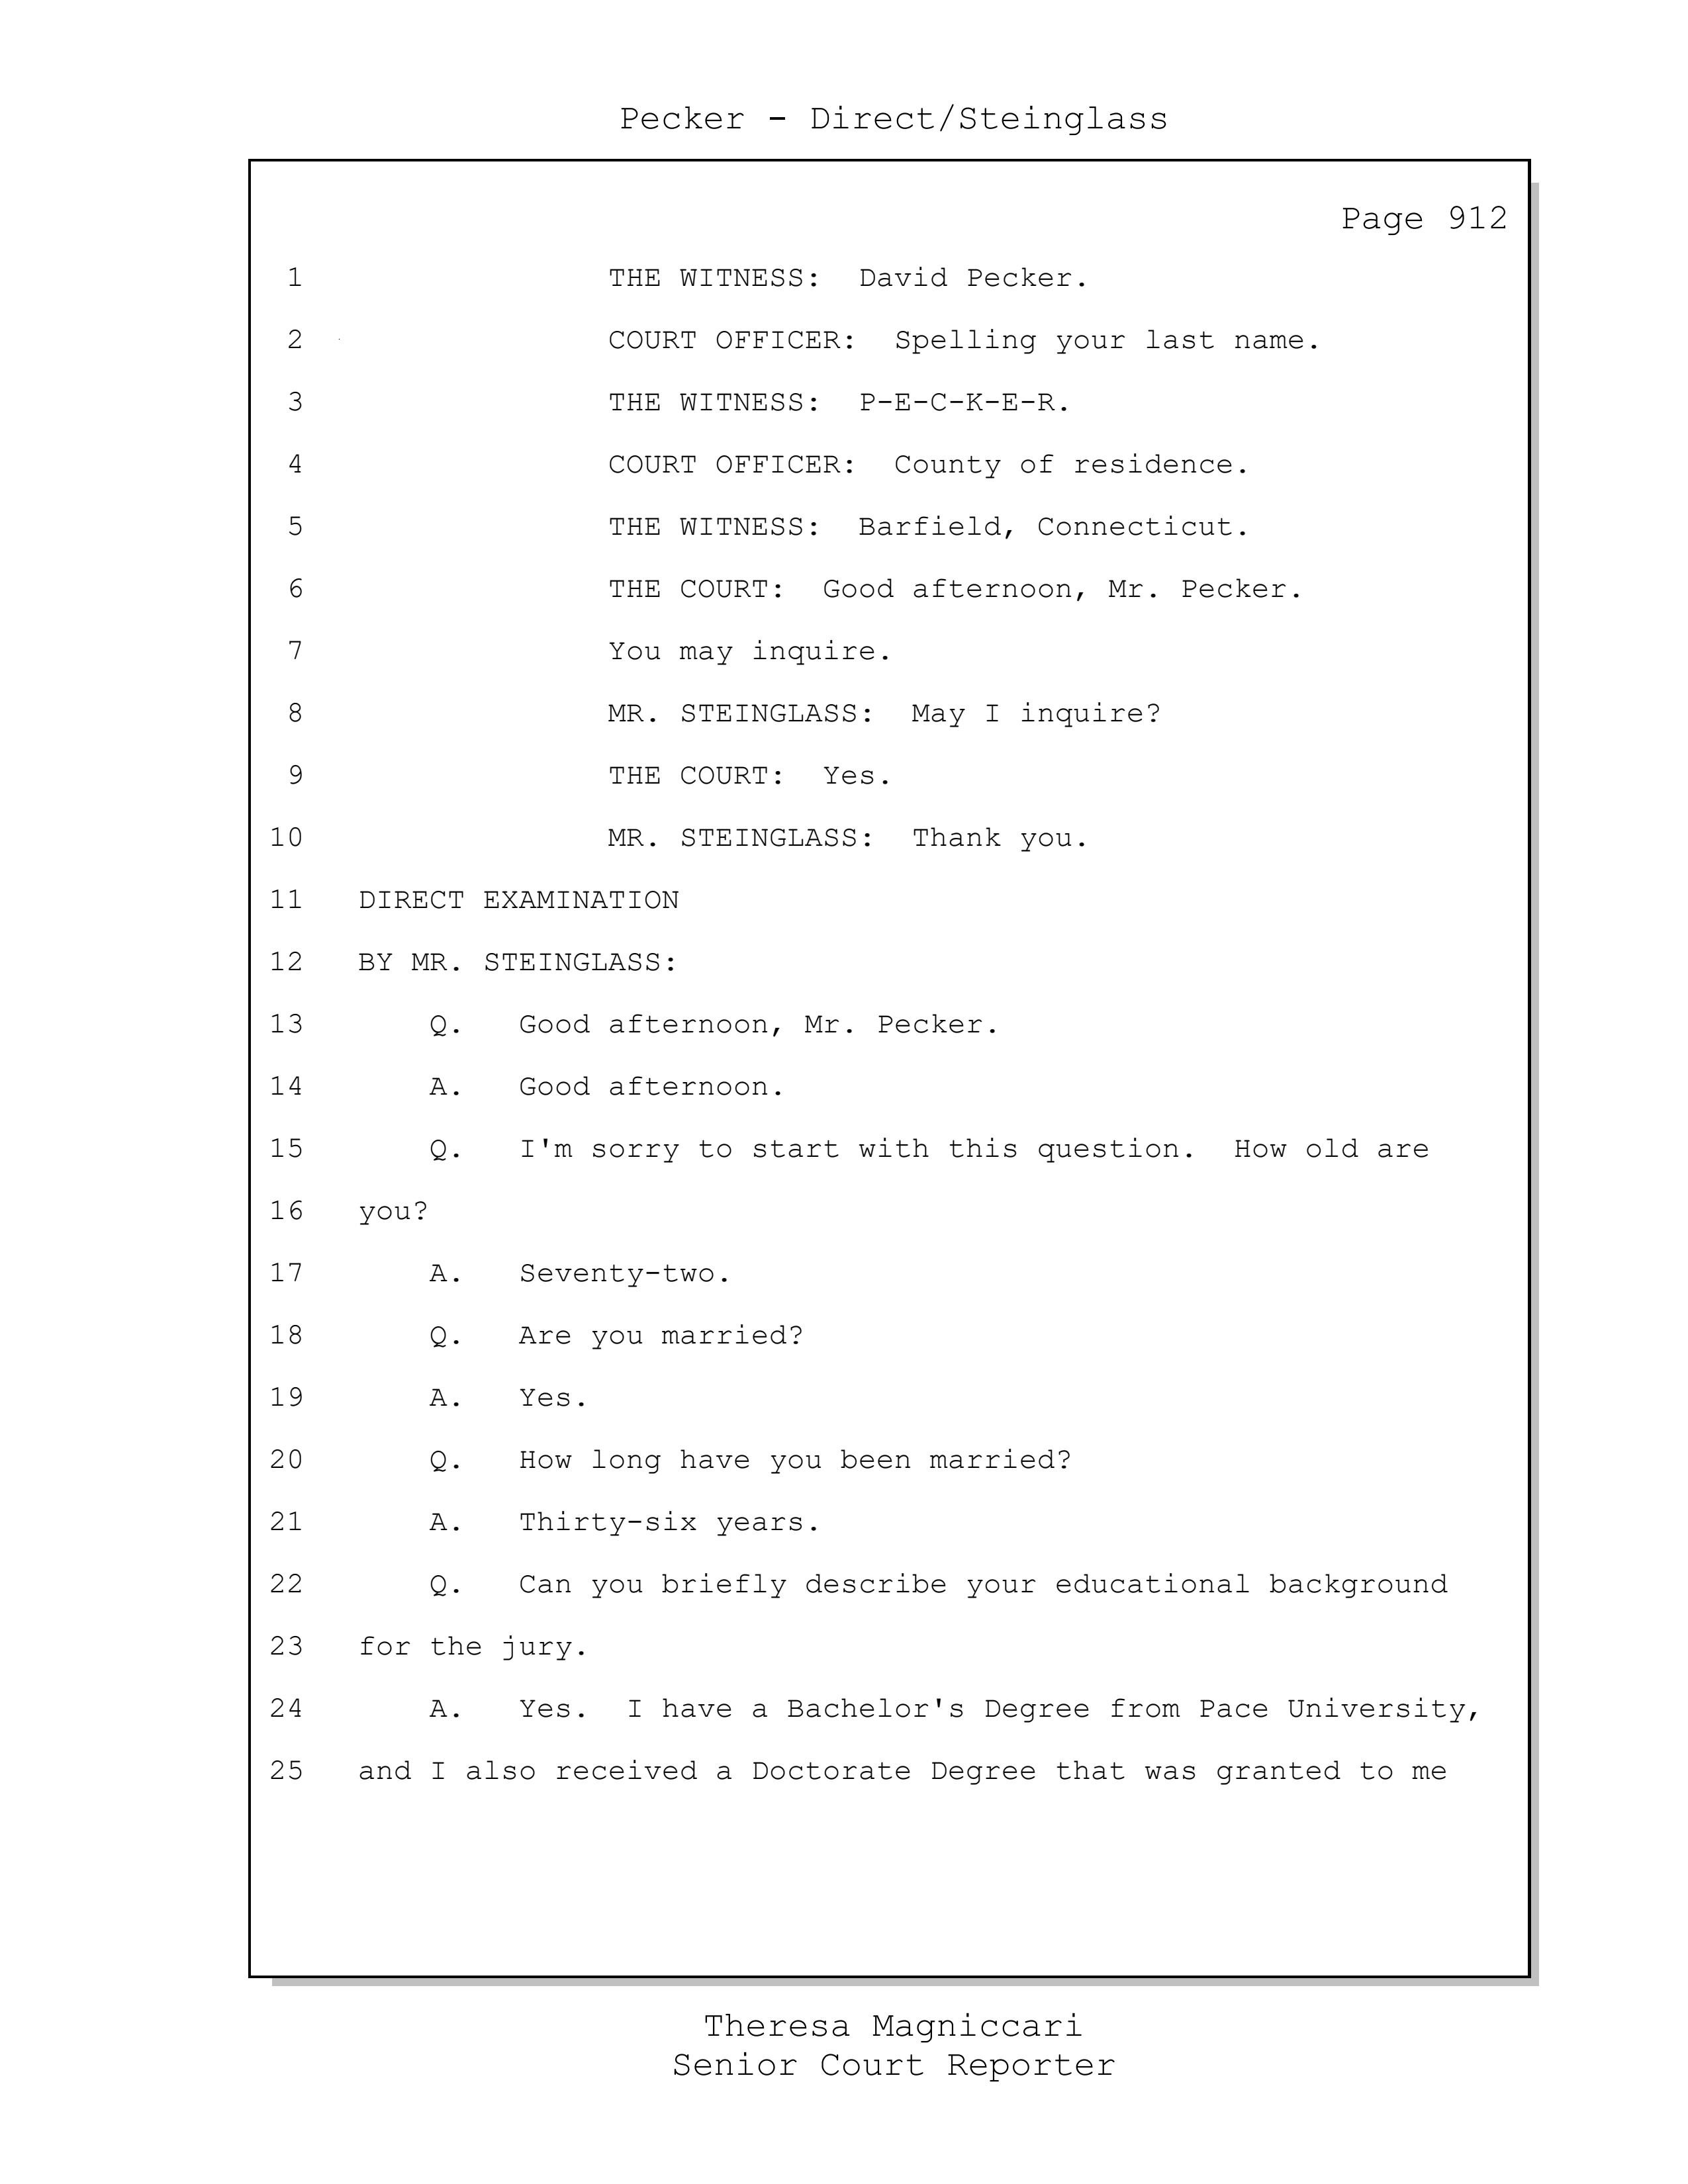 Pecker - Direct/Steinglass
Page 912
1 THE WITNESS: David Pecker.
2 COURT OFFICER: Spelling your last name.
3 THE WITNESS: P-E-C-K-E-R.
4 COURT OFFICER: County of residence.
5 THE WITNESS: Barfield, Connecticut.
6 THE COURT: Good afternoon, Mr. Pecker.
7 You may inquire.
8 MR. STEINGLASS: May I inquire?
9 THE COURT: Yes.
10 MR. STEINGLASS: Thank you.
11 DIRECT EXAMINATION
12 BY MR. STEINGLASS:
13 Q. Good afternoon, Mr. Pecker.
14 A. Good afternoon.
15 Q. I'm sorry to start with this question. How old are
16 you?
17 A. Seventy-two.
18 Q. Are you married?
19 A. Yes.
20 Q. How long have you been married?
21 A. Thirty-six years.
22 Q. Can you briefly describe your educational background
23 for the jury.
24 A. Yes. I have a Bachelor's Degree from Pace University,
25 and I also received a Doctorate Degree that was granted to me
Theresa Magniccari
Senior Court Reporter